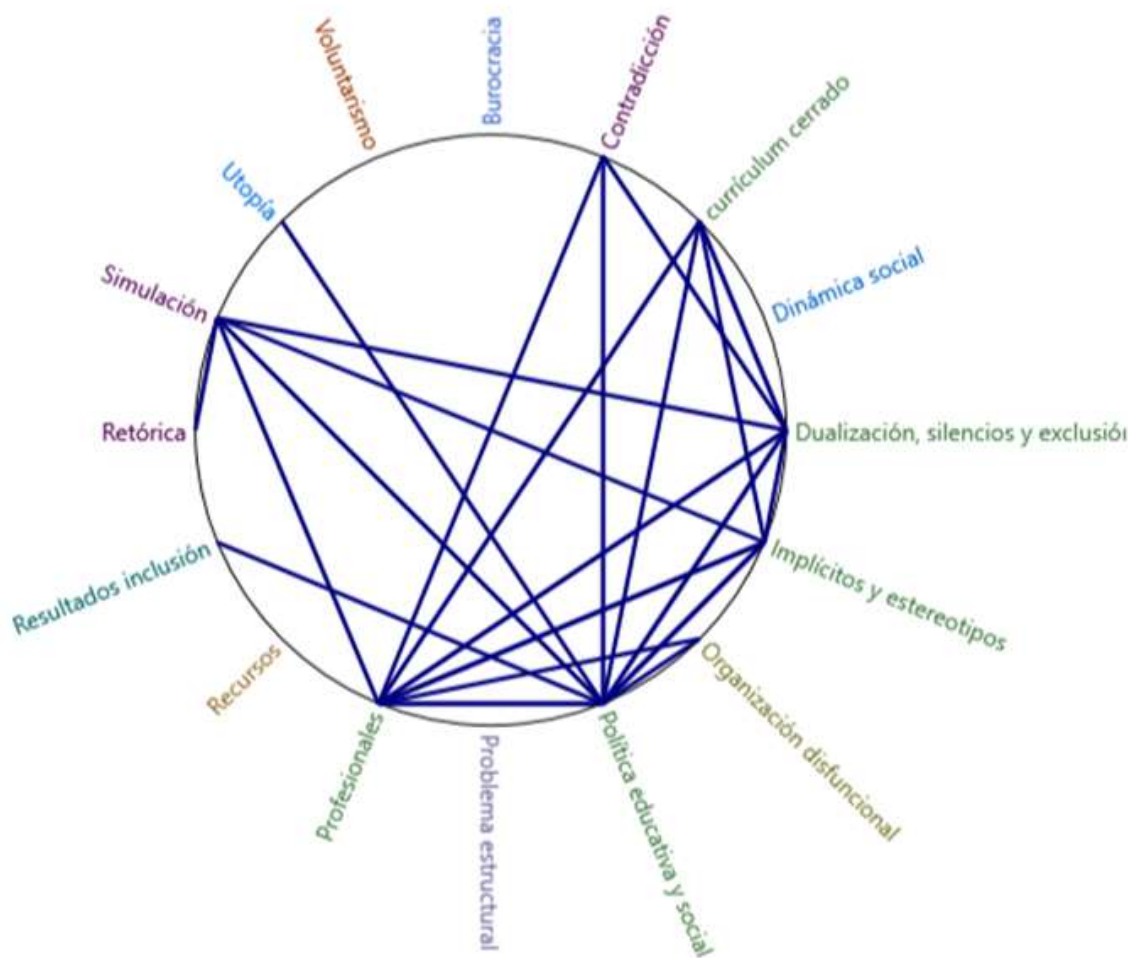 Burocracia
Contradicción
currículum cerrado
Dinámica social
Dualización, silencios y exclusión
Implícitos y estereotipos
Organización disfuncional
Política educativa y social
Problema estructural
Profesionales
Recursos
Resultados inclusión
Retórica
Simulación
Utopía
Voluntarismo